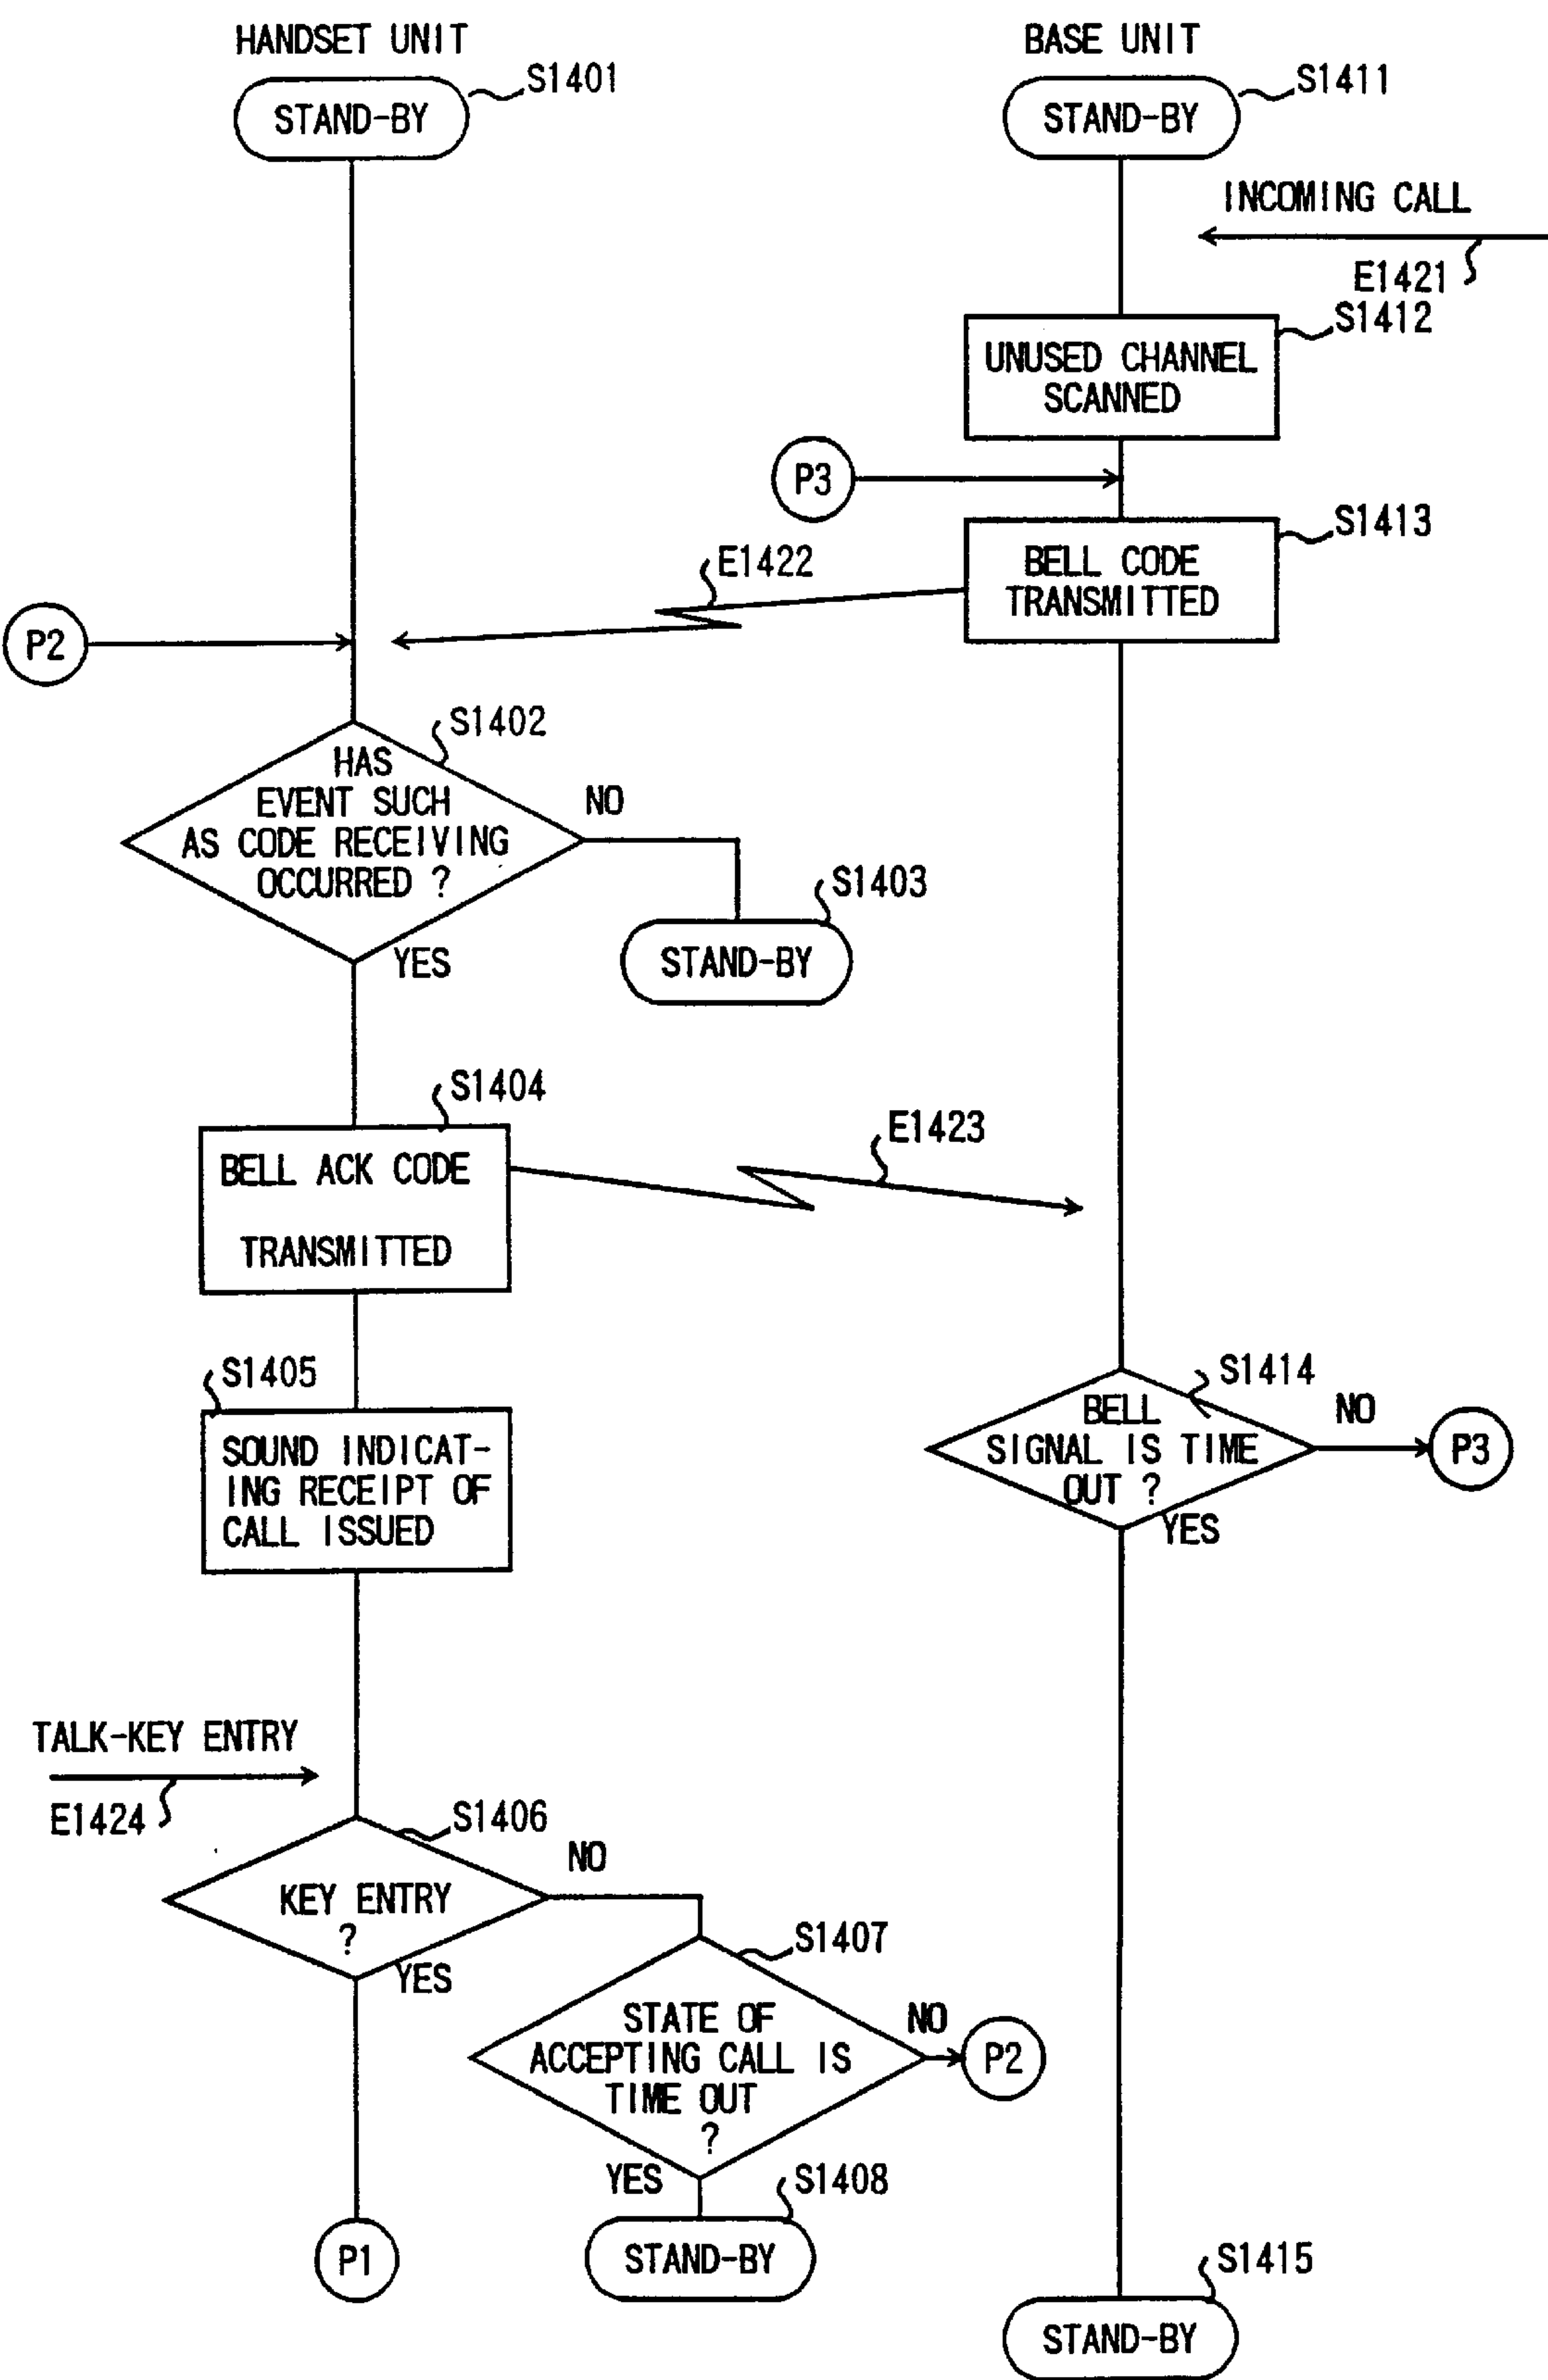 HANDSET UNIT
BASE UNIT
S1401
S1411
STAND-BY
STAND-BY
INCOMING CALL
E1421
S1412
UNUSED CHANNEL
SCANNED
P3
S1413
BELL CODE
TRANSMITTED
E1422
P2
S1402
HAS
EVENT SUCH
AS CODE RECEIVING
OCCURRED ?
NO
S1403
STAND-BY
YES
S1404
BELL ACK CODE
TRANSMITTED
E1423
S1405
SOUND INDICAT-
ING RECEIPT OF
CALL ISSUED
S1414
BELL
SIGNAL IS TIME
OUT ?
NO
P3
YES
TALK-KEY ENTRY
E1424
S1406
KEY ENTRY
?
NO
YES
S1407
STATE OF
ACCEPTING CALL IS
TIME OUT
?
NO
P2
YES
S1408
STAND-BY
P1
S1415
STAND-BY